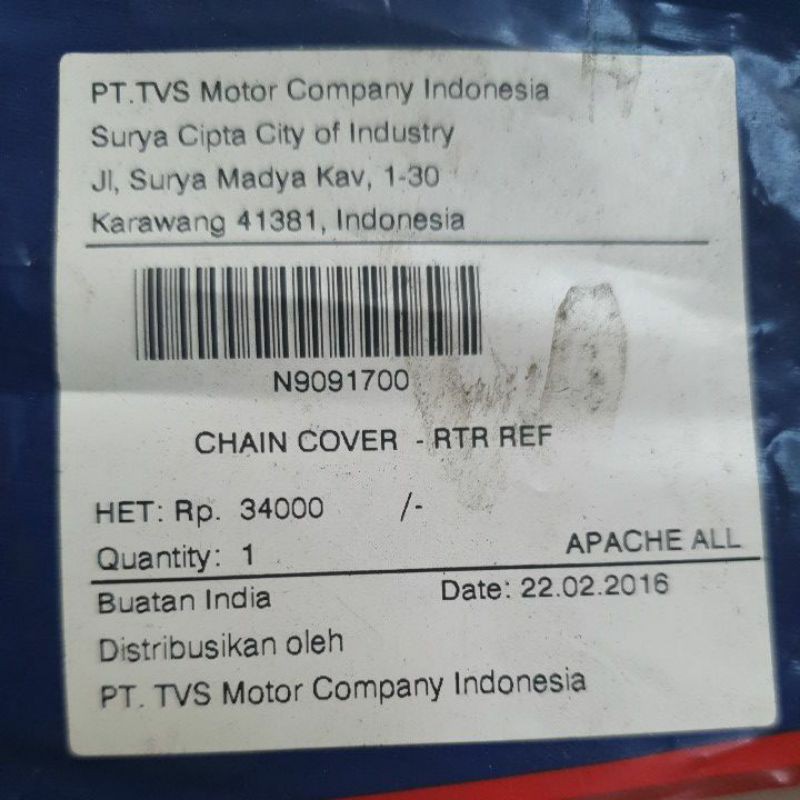 PT.TVS Motor Company Indonesia
Surya Cipta City of Industry
Jl, Surya Madya Kav, 1-30
Karawang 41381, Indonesia
N9091700
CHAIN COVER - RTR REF
HET: Rp. 34000 /-
Quantity: 1 APACHE ALL
Buatan India Date: 22.02.2016
Distribusikan oleh
PT. TVS Motor Company Indonesia